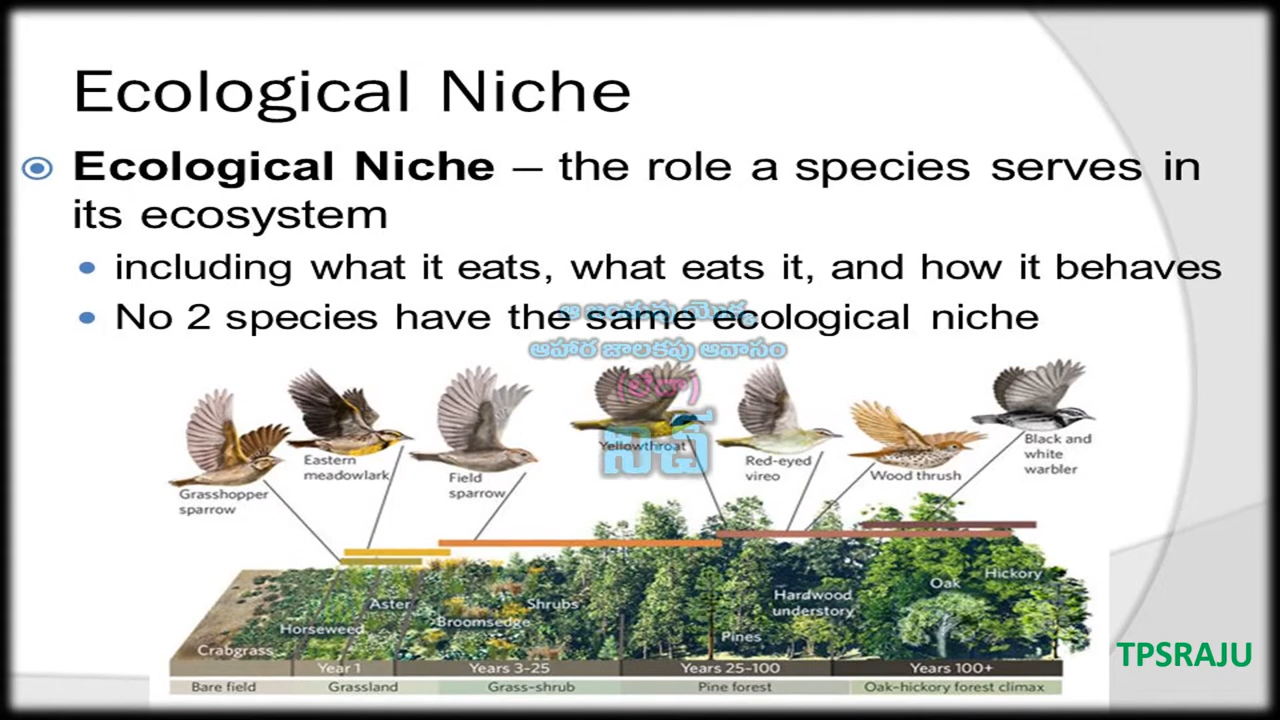 Ecological Niche
Ecological Niche – the role a species serves in
its ecosystem
including what it eats, what eats it, and how it behaves
No 2 species have the same ecological niche
ఆ జంతువు యొక్క
ఆహార జాలకపు ఆవాసం
(లేదా)
నిచే
Grasshopper
sparrow
Eastern
meadowlark
Field
sparrow
Yellowthroat
Red-eyed
vireo
Wood thrush
Black and
white
warbler
Crabgrass
Horseweed
Aster
Broomsedge
Shrubs
Pines
Hardwood
understory
Oak
Hickory
Year 1
Years 3-25
Years 25-100
Years 100+
Bare field
Grassland
Grass-shrub
Pine forest
Oak-hickory forest climax
TPSRAJU